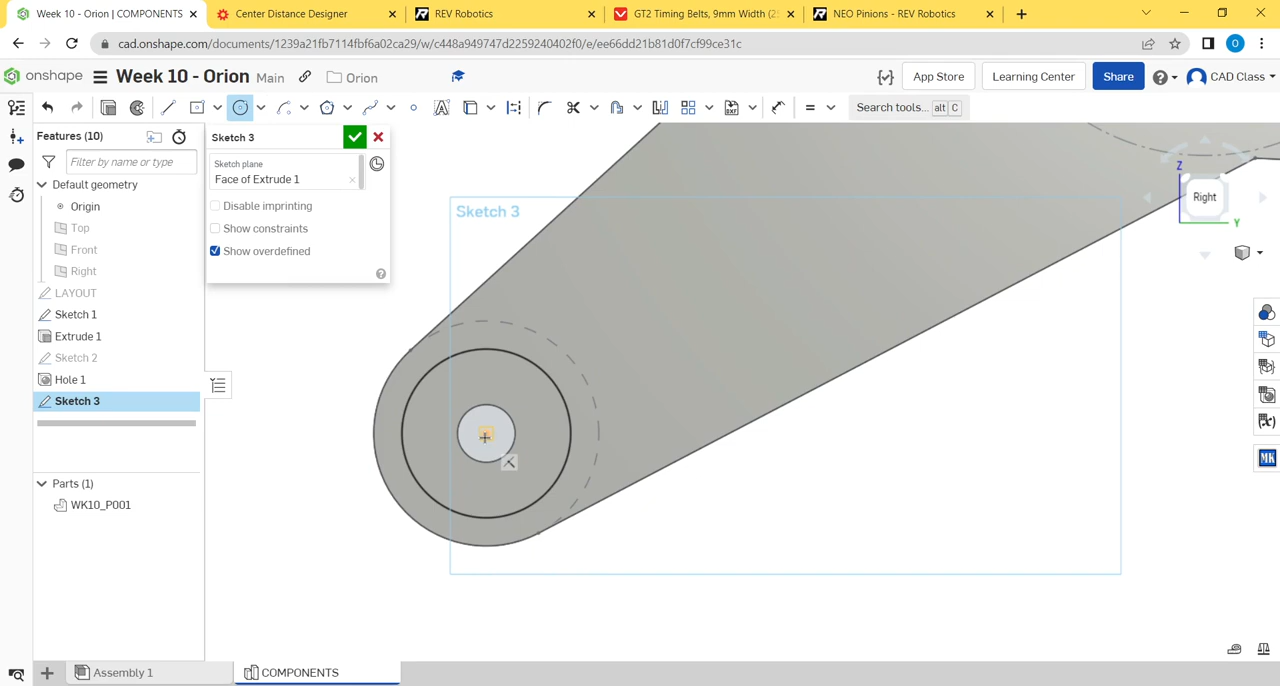 Week 10 - Orion | COMPONENTS
Center Distance Designer
REV Robotics
GT2 Timing Belts, 9mm Width (2
NEO Pinions - REV Robotics
cad.onshape.com/documents/1239a21fb7114fbf6a02ca29/w/c448a949747d3259240402f0/e/ee66dd21b81d0f7cf99ce31c
O
onshape
Week 10 - Orion
Main
Orion
App Store
Learning Center
Share
CAD Class
Search tools... alt C
Features (10)
Filter by name or type
Default geometry
Origin
Top
Front
Right
LAYOUT
Sketch 1
Extrude 1
Sketch 2
Hole 1
Sketch 3
Parts (1)
WK10_P001
Sketch 3
Sketch plane
Face of Extrude 1
Disable imprinting
Show constraints
Show overdefined
Sketch 3
Z
Right
Y
MK
Assembly 1
COMPONENTS